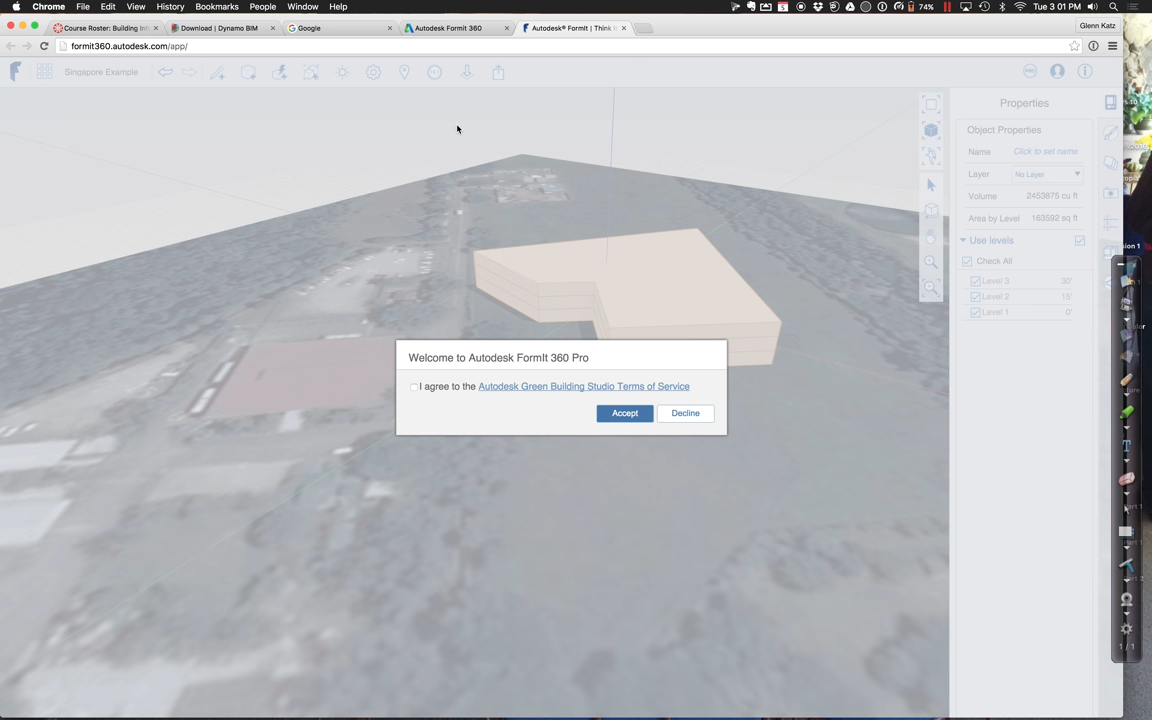 Chrome File Edit View History Bookmarks People Window Help
74% Tue 3 01 PM
Course Roster: Building Inf
Download | Dynamo BIM
Google
Autodesk FormIt 360
Autodesk® FormIt | Think i
Glenn Katz
formit360.autodesk.com/app/
Singapore Example
Properties
Object Properties
Name Click to set name
Layer No Layer
Volume 2453875 cu ft
Area by Level 163592 sq ft
Use levels
Check All
Level 3 30'
Level 2 15'
Level 1 0'
Welcome to Autodesk FormIt 360 Pro
I agree to the Autodesk Green Building Studio Terms of Service
Accept Decline
1 / 1